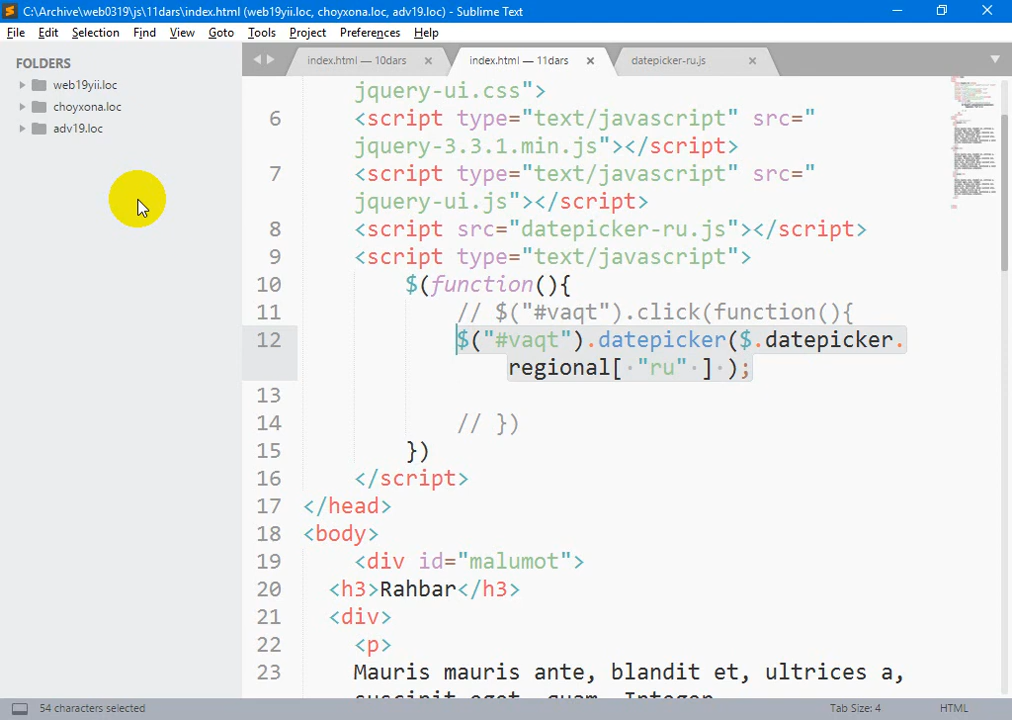 C:\Archive\web0319\js\11dars\index.html (web19yii.loc, choyxona.loc, adv19.loc) - Sublime Text
File Edit Selection Find View Goto Tools Project Preferences Help
FOLDERS
web19yii.loc
choyxona.loc
adv19.loc
index.html — 10dars
index.html — 11dars
datepicker-ru.js
jquery-ui.css">
6 <script type="text/javascript" src="
jquery-3.3.1.min.js"></script>
7 <script type="text/javascript" src="
jquery-ui.js"></script>
8 <script src="datepicker-ru.js"></script>
9 <script type="text/javascript">
10 $(function(){
11 // $("#vaqt").click(function(){
12 $("#vaqt").datepicker($.datepicker.
regional[ "ru" ] );
13
14 // })
15 })
16 </script>
17 </head>
18 <body>
19 <div id="malumot">
20 <h3>Rahbar</h3>
21 <div>
22 <p>
23 Mauris mauris ante, blandit et, ultrices a,
suscipit eget, quam. Integer
54 characters selected
Tab Size: 4
HTML